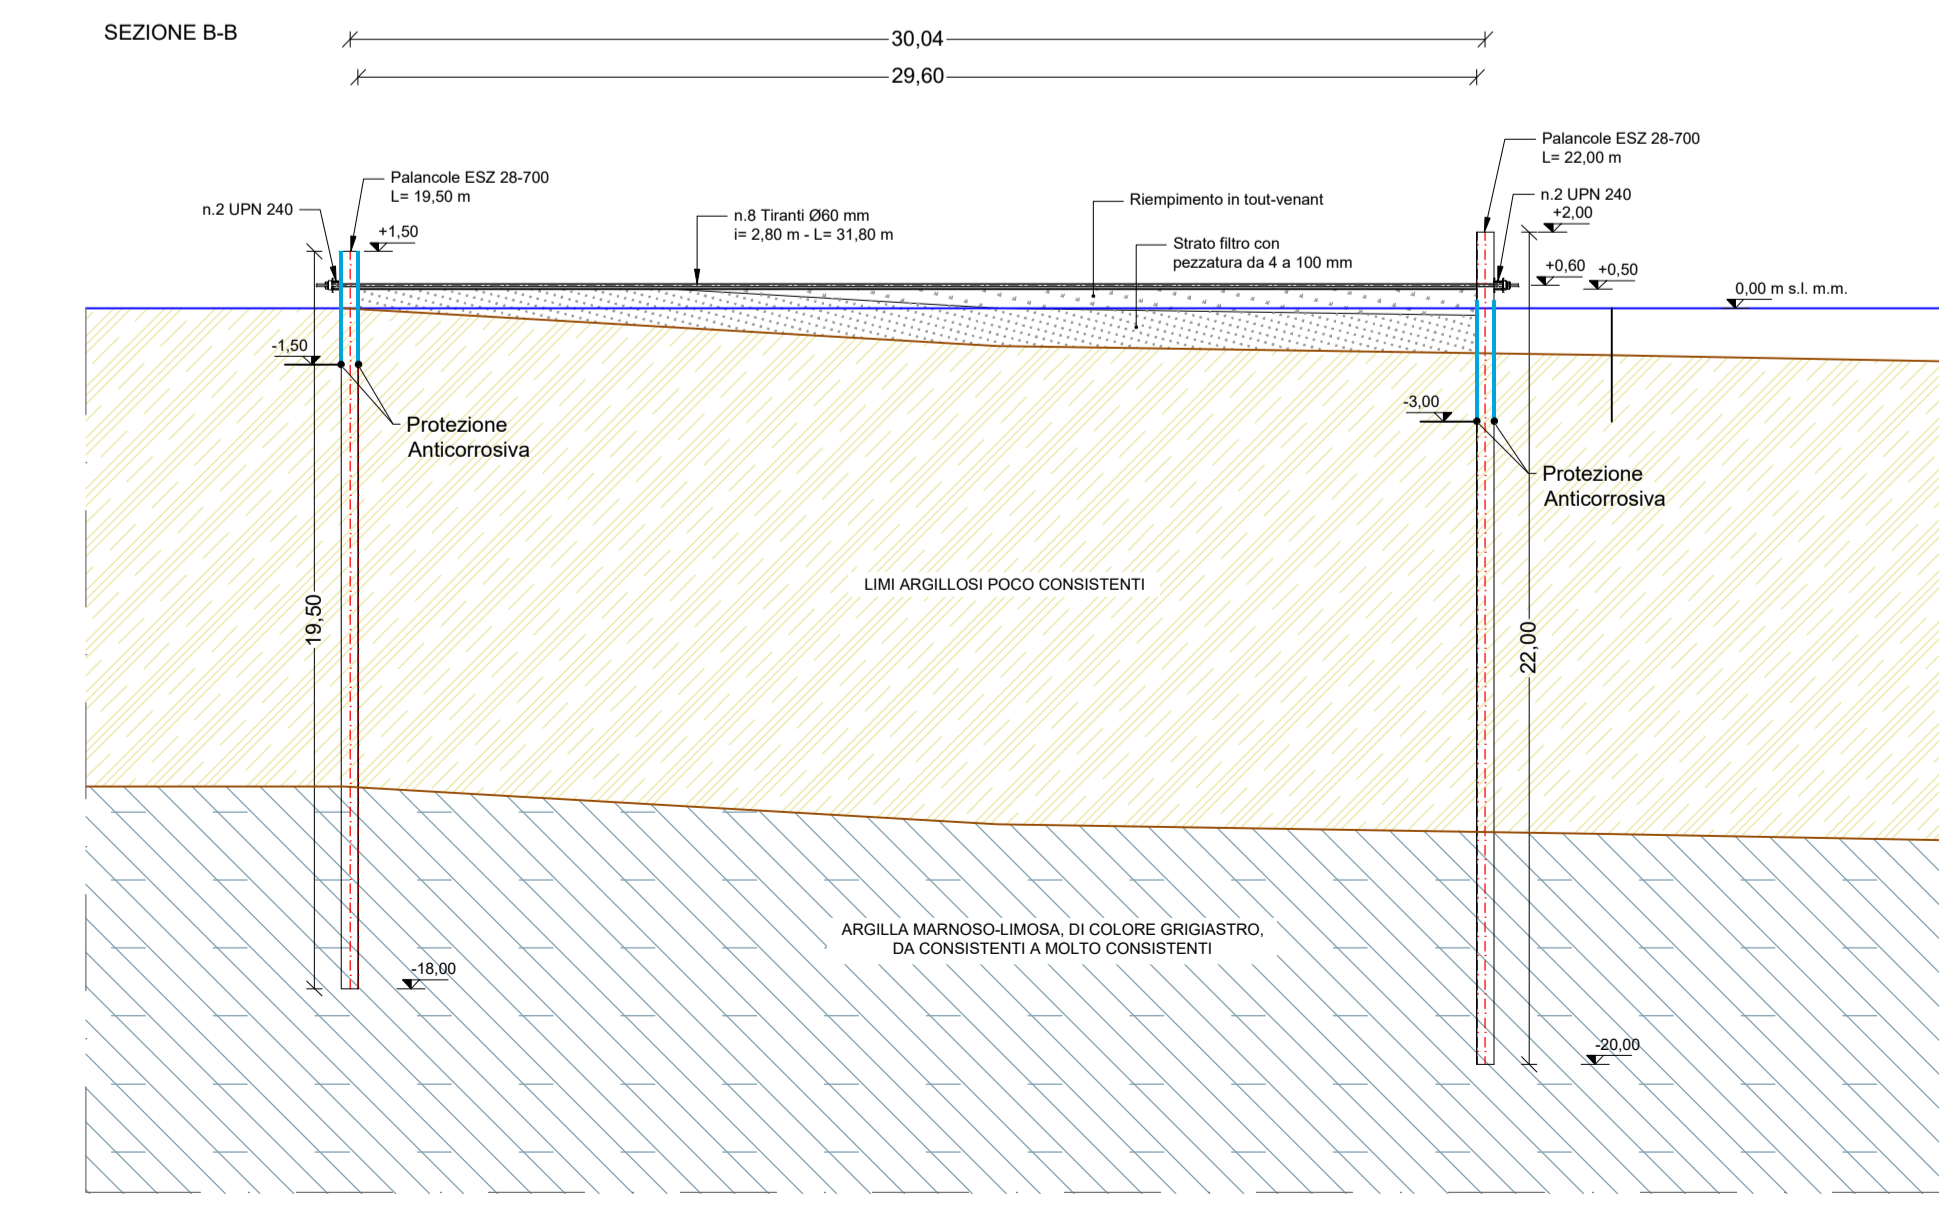 SEZIONE B-B
30,04
29,60
Palancole ESZ 28-700
L= 22,00 m
Palancole ESZ 28-700
L= 19,50 m
n.2 UPN 240
n.2 UPN 240
Riempimento in tout-venant
n.8 Tiranti Ø60 mm
i= 2,80 m - L= 31,80 m
+2,00
+1,50
Strato filtro con
pezzatura da 4 a 100 mm
+0,60
+0,50
0,00 m s.l. m.m.
-1,50
-3,00
Protezione
Anticorrosiva
Protezione
Anticorrosiva
LIMI ARGILLOSI POCO CONSISTENTI
19,50
22,00
ARGILLA MARNOSO-LIMOSA, DI COLORE GRIGIASTRO,
DA CONSISTENTI A MOLTO CONSISTENTI
-18,00
-20,00